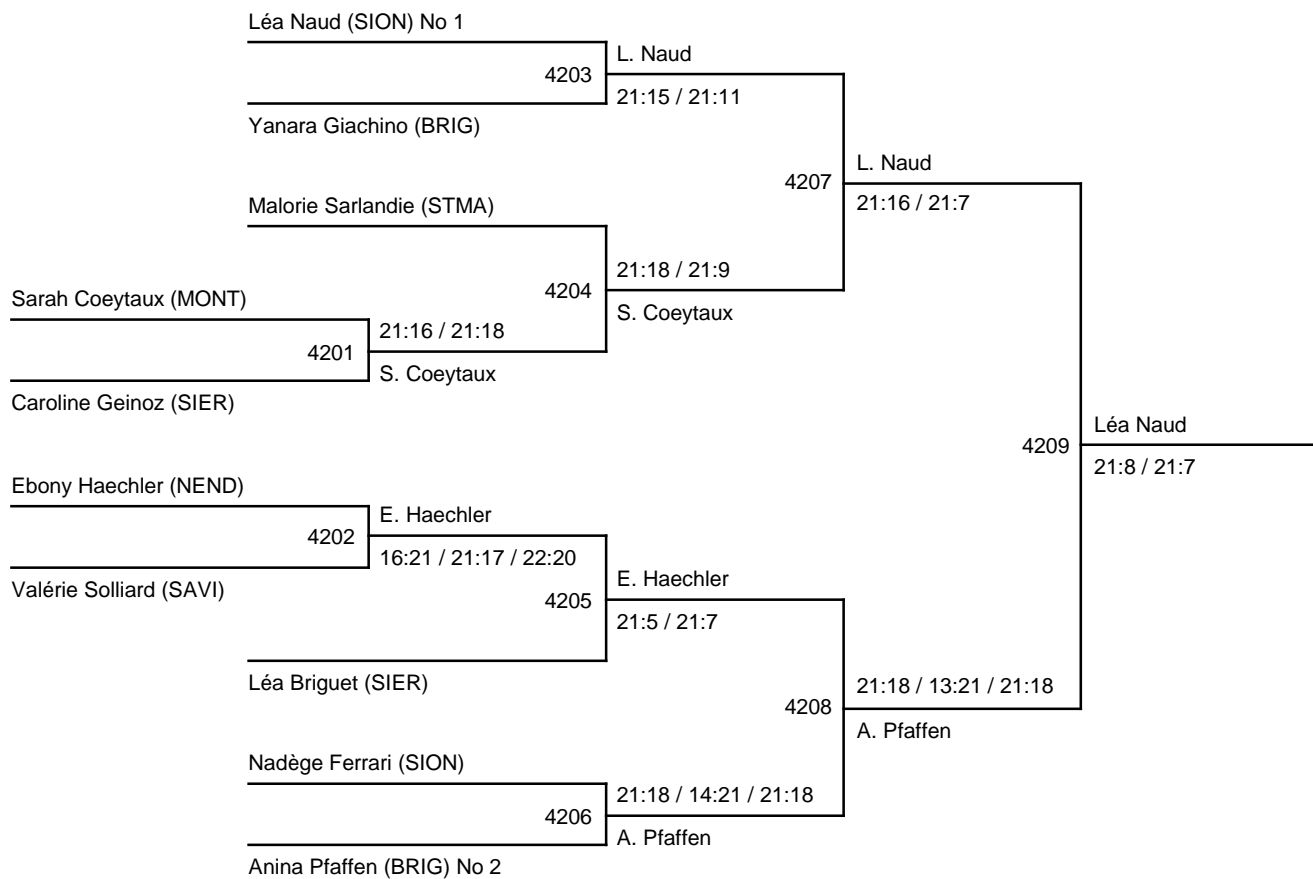 Léa Naud (SION) No 1
L. Naud
4203
21:15 / 21:11
Yanara Giachino (BRIG)
L. Naud
4207
21:16 / 21:7
Malorie Sarlandie (STMA)
21:18 / 21:9
4204
Sarah Coeytaux (MONT)
S. Coeytaux
21:16 / 21:18
4201
S. Coeytaux
Caroline Geinoz (SIER)
Léa Naud
4209
21:8 / 21:7
Ebony Haechler (NEND)
E. Haechler
4202
16:21 / 21:17 / 22:20
Valérie Solliard (SAVI)
E. Haechler
4205
21:5 / 21:7
Léa Briguet (SIER)
21:18 / 13:21 / 21:18
4208
A. Pfaffen
Nadège Ferrari (SION)
21:18 / 14:21 / 21:18
4206
A. Pfaffen
Anina Pfaffen (BRIG) No 2